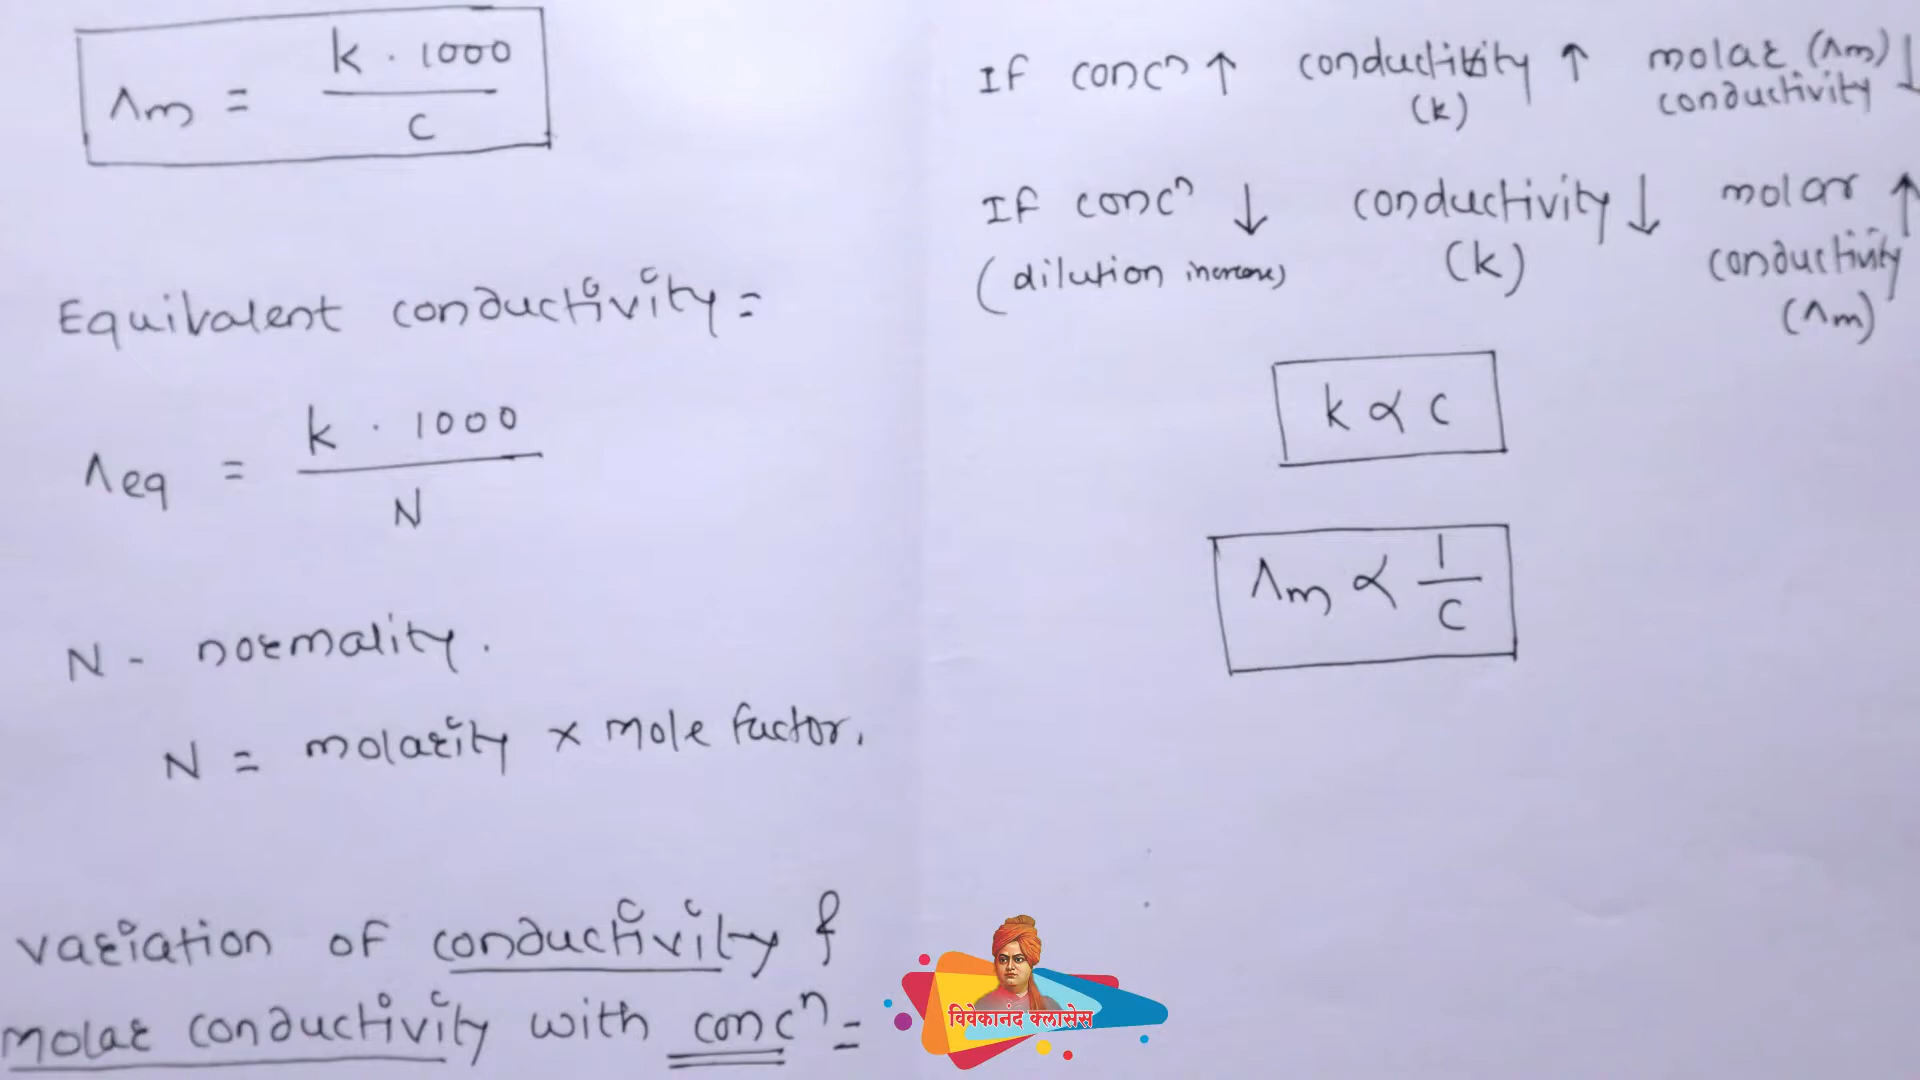 Λm = k · 1000 / c
Equivalent conductivity =
Λeq = k · 1000 / N
N - normality.
N = molarity × mole factor.
variation of conductivity &
molar conductivity with concⁿ =
If concⁿ ↑ conductivity ↑ molar (Λm) ↓
(k) conductivity
If concⁿ ↓ conductivity ↓ molar ↑
(dilution increase) (k) conductivity
(Λm)
k ∝ c
Λm ∝ 1 / c
विवेकानंद क्लासेस